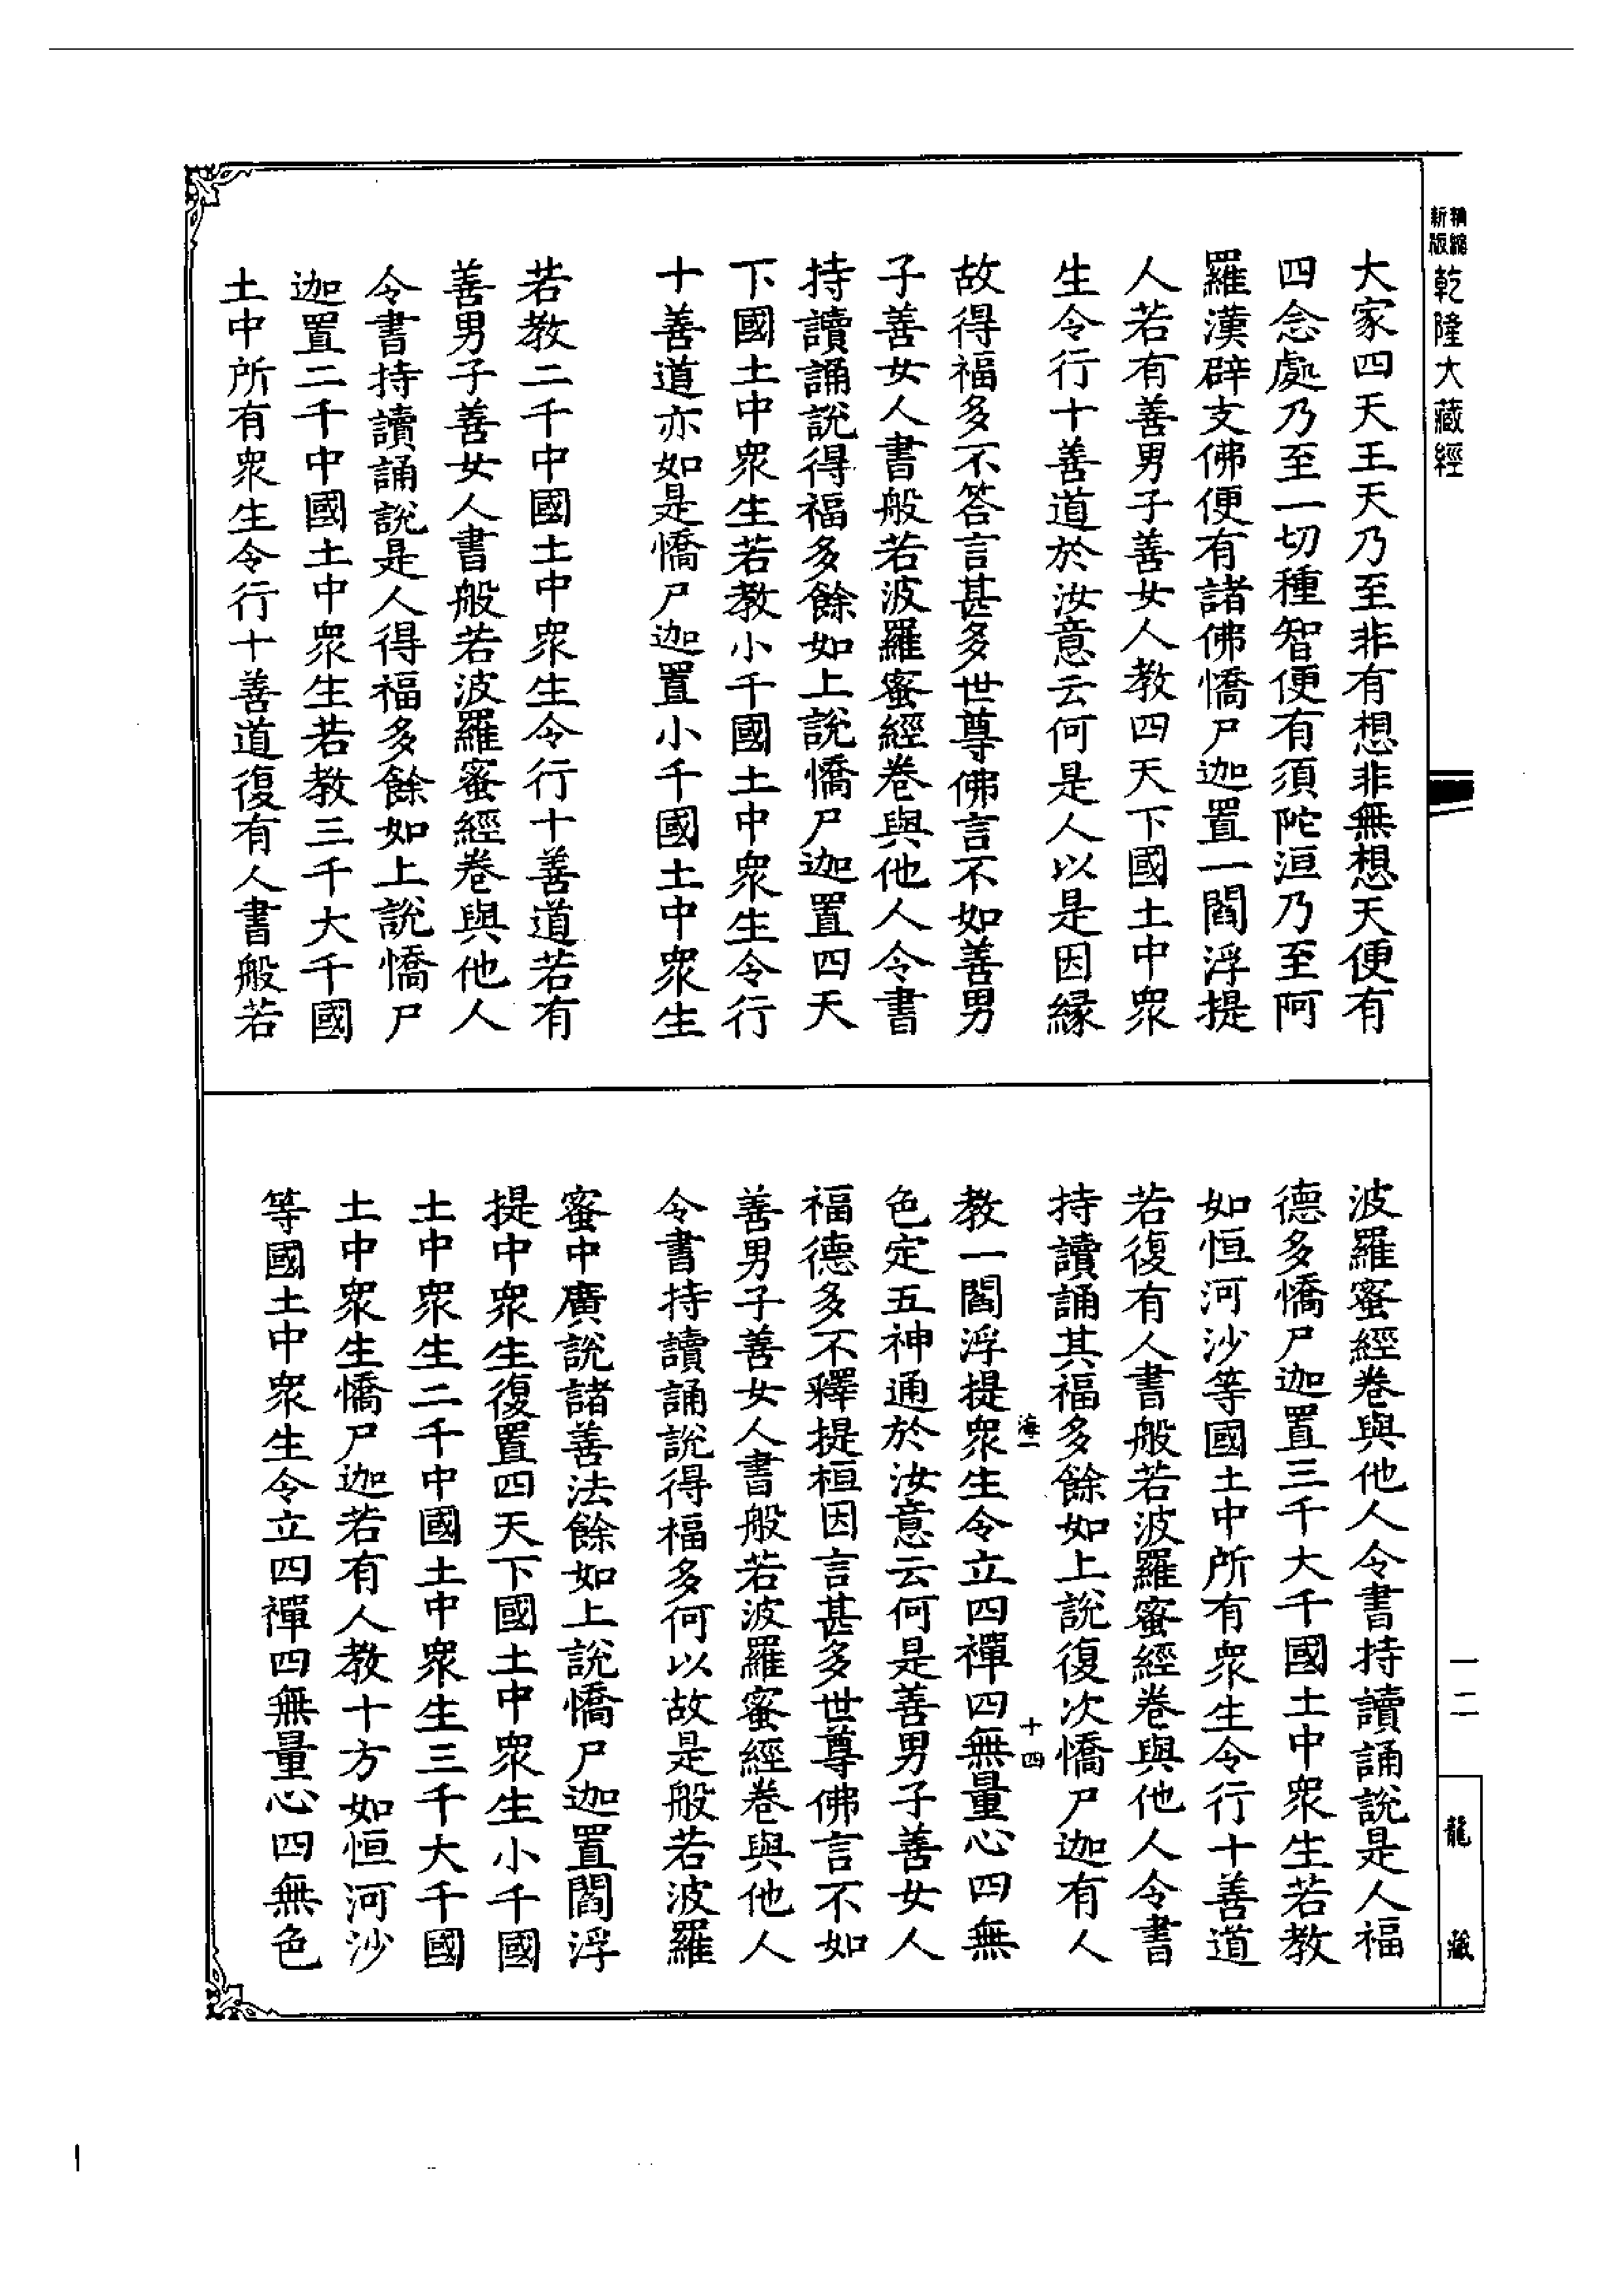 精縮新版乾隆大藏經
大家四天王天乃至非有想非無想天便有
四念處乃至一切種智便有須陀洹乃至阿
羅漢辟支佛便有諸佛憍尸迦置一閻浮提
人若有善男子善女人教四天下國土中眾
生令行十善道於汝意云何是人以是因緣
故得福多不答言甚多世尊佛言不如善男
子善女人書般若波羅蜜經卷與他人令書
持讀誦說得福多餘如上說憍尸迦置四天
下國土中眾生若教小千國土中眾生令行
十善道亦如是憍尸迦置小千國土中眾生
若教二千中國土中眾生令行十善道若有
善男子善女人書般若波羅蜜經卷與他人
令書持讀誦說是人得福多餘如上說憍尸
迦置二千中國土中眾生若教三千大千國
土中所有眾生令行十善道復有人書般若
波羅蜜經卷與他人令書持讀誦說是人福
德多憍尸迦置三千大千國土中眾生若教
如恒河沙等國土中所有眾生令行十善道
若復有人書般若波羅蜜經卷與他人令書
持讀誦其福多餘如上說復次憍尸迦有人
海一 十四
教一閻浮提眾生令立四禪四無量心四無
色定五神通於汝意云何是善男子善女人
福德多不釋提桓因言甚多世尊佛言不如
善男子善女人書般若波羅蜜經卷與他人
令書持讀誦說得福多何以故是般若波羅
蜜中廣說諸善法餘如上說憍尸迦置閻浮
提中眾生復置四天下國土中眾生小千國
土中眾生二千中國土中眾生三千大千國
土中眾生憍尸迦若有人教十方如恒河沙
等國土中眾生令立四禪四無量心四無色
一二
龍藏